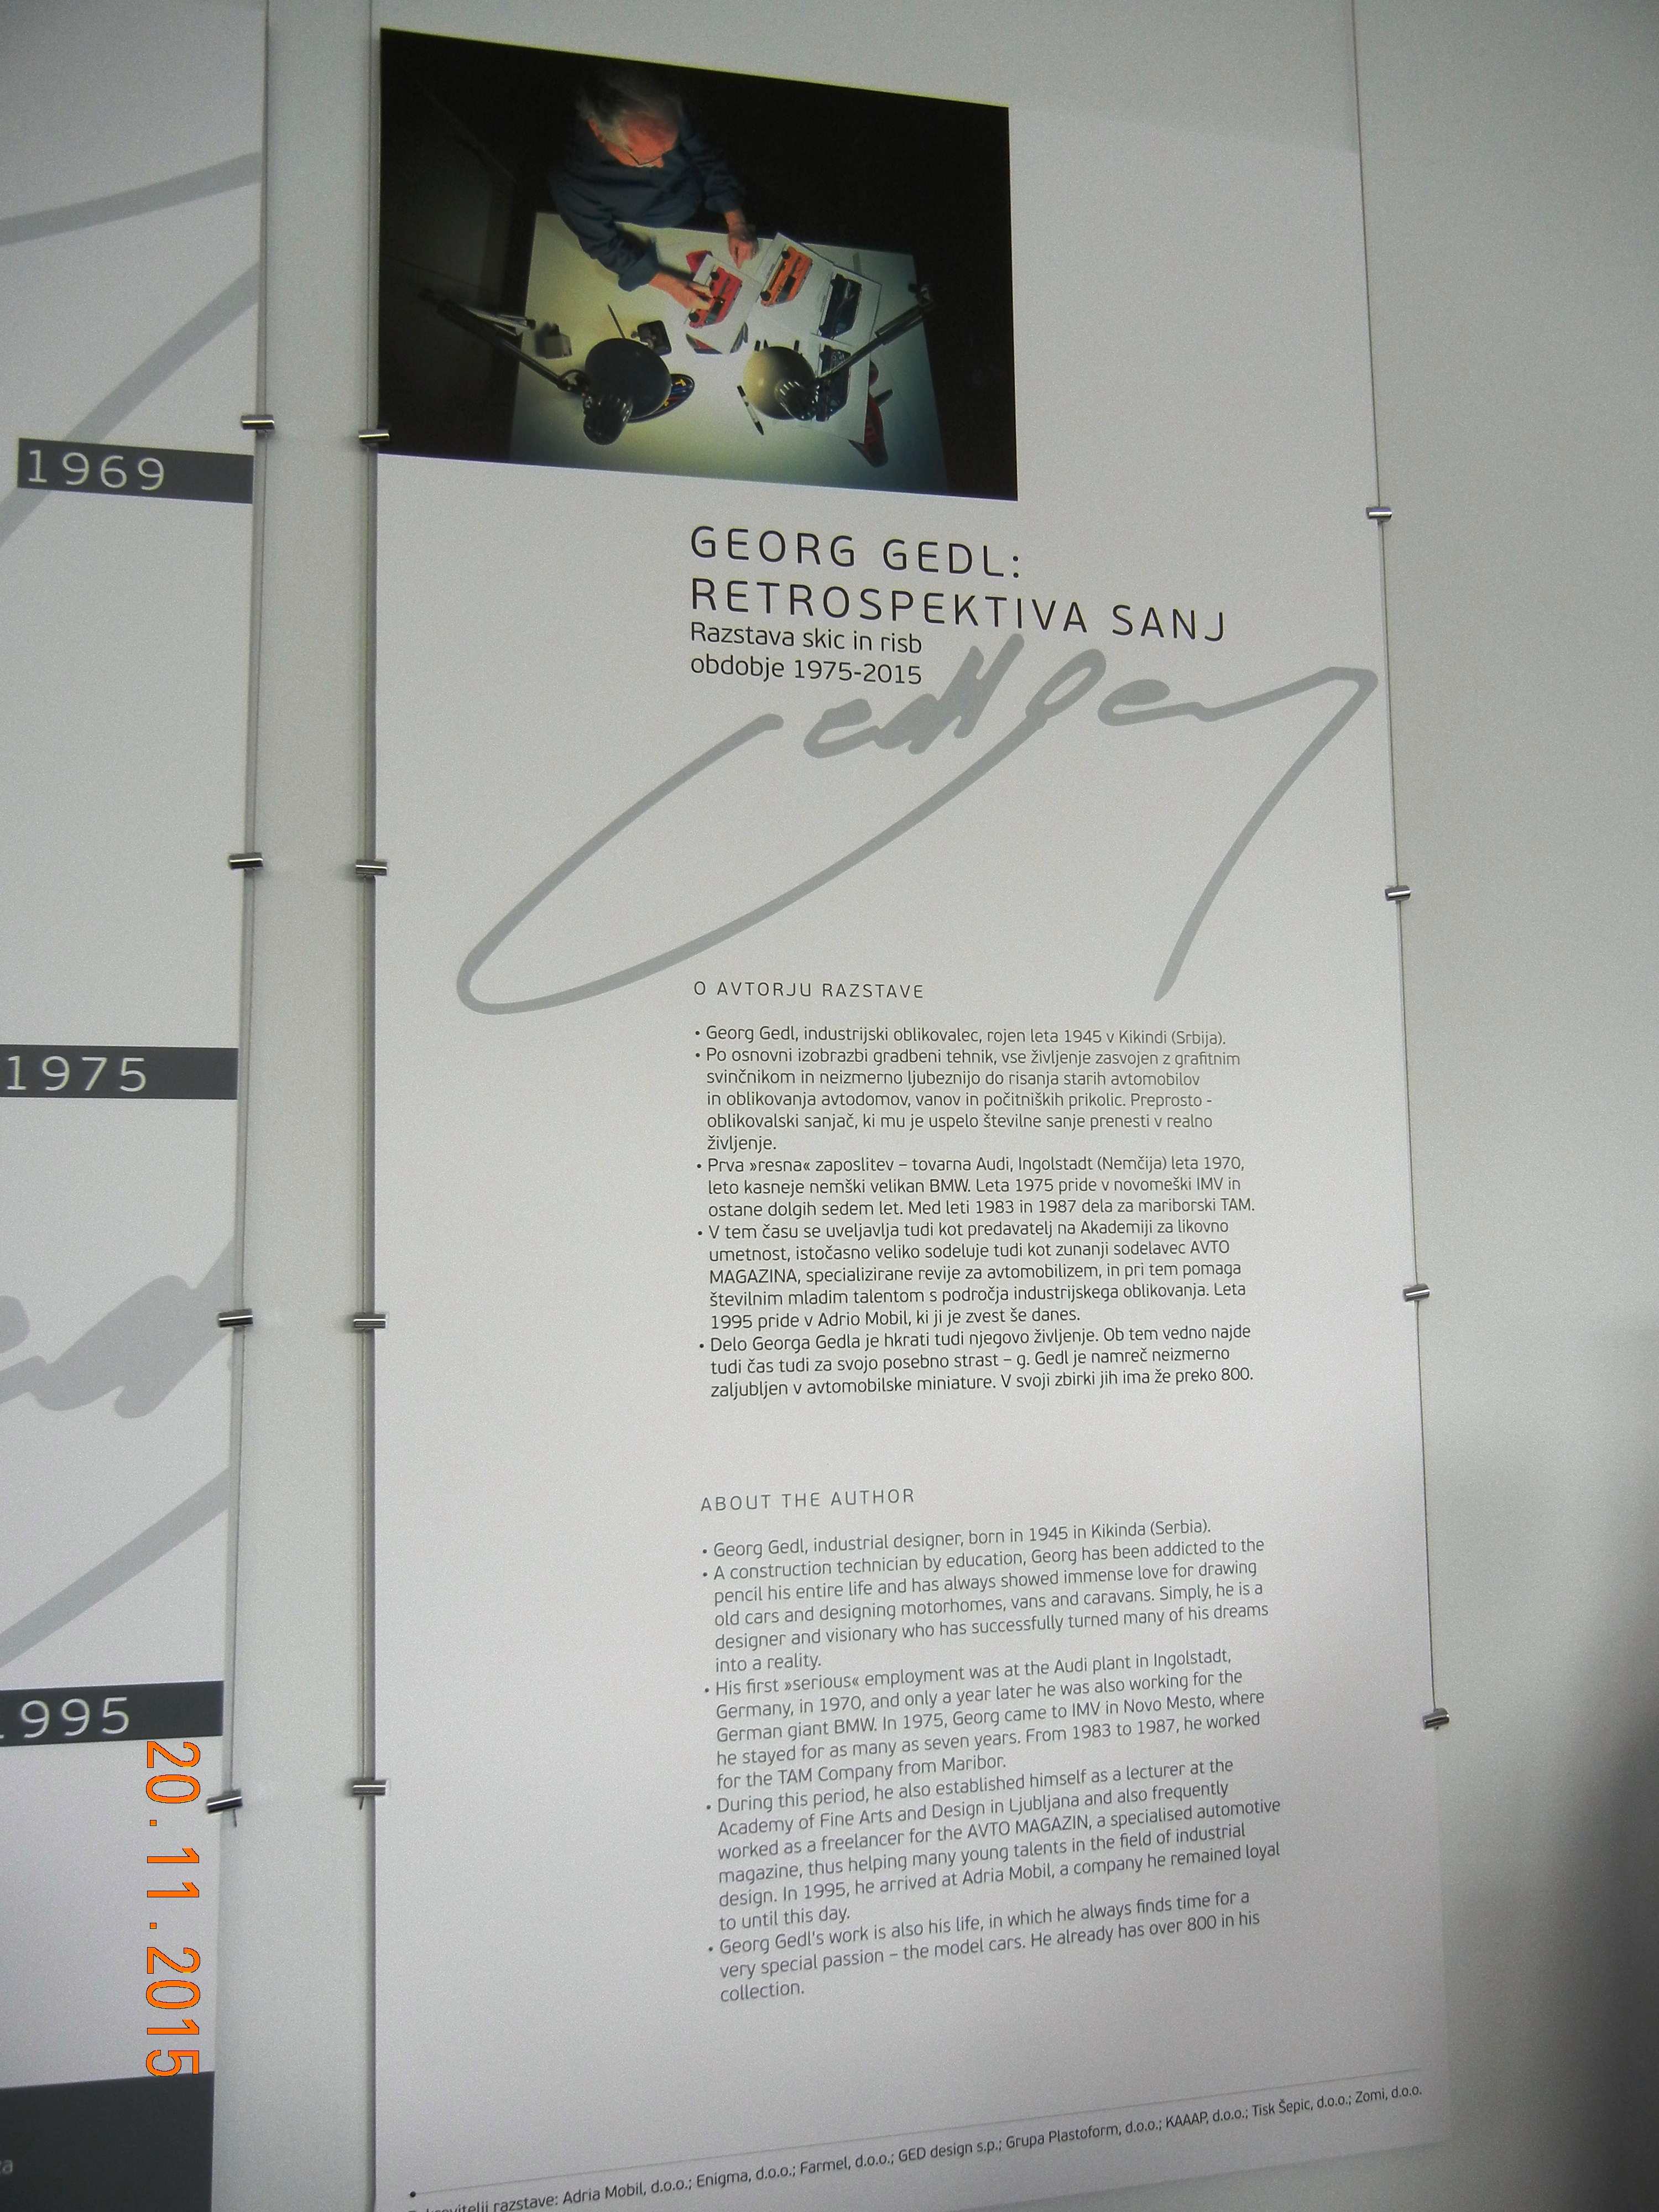 1969
1975
1995
20.11.2015
GEORG GEDL:
RETROSPEKTIVA SANJ
Razstava skic in risb
obdobje 1975-2015
O AVTORJU RAZSTAVE
• Georg Gedl, industrijski oblikovalec, rojen leta 1945 v Kikindi (Srbija).
• Po osnovni izobrazbi gradbeni tehnik, vse življenje zasvojen z grafitnim
svinčnikom in neizmerno ljubeznijo do risanja starih avtomobilov
in oblikovanja avtodomov, vanov in počitniških prikolic. Preprosto -
oblikovalski sanjač, ki mu je uspelo številne sanje prenesti v realno
življenje.
• Prva »resna« zaposlitev – tovarna Audi, Ingolstadt (Nemčija) leta 1970,
leto kasneje nemški velikan BMW. Leta 1975 pride v novomeški IMV in
ostane dolgih sedem let. Med leti 1983 in 1987 dela za mariborski TAM.
• V tem času se uveljavlja tudi kot predavatelj na Akademiji za likovno
umetnost, istočasno veliko sodeluje tudi kot zunanji sodelavec AVTO
MAGAZINA, specializirane revije za avtomobilizem, in pri tem pomaga
številnim mladim talentom s področja industrijskega oblikovanja. Leta
1995 pride v Adrio Mobil, ki ji je zvest še danes.
• Delo Georga Gedla je hkrati tudi njegovo življenje. Ob tem vedno najde
tudi čas tudi za svojo posebno strast – g. Gedl je namreč neizmerno
zaljubljen v avtomobilske miniature. V svoji zbirki jih ima že preko 800.
ABOUT THE AUTHOR
• Georg Gedl, industrial designer, born in 1945 in Kikinda (Serbia).
• A construction technician by education, Georg has been addicted to the
pencil his entire life and has always showed immense love for drawing
old cars and designing motorhomes, vans and caravans. Simply, he is a
designer and visionary who has successfully turned many of his dreams
into a reality.
• His first »serious« employment was at the Audi plant in Ingolstadt,
Germany, in 1970, and only a year later he was also working for the
German giant BMW. In 1975, Georg came to IMV in Novo Mesto, where
he stayed for as many as seven years. From 1983 to 1987, he worked
for the TAM Company from Maribor.
• During this period, he also established himself as a lecturer at the
Academy of Fine Arts and Design in Ljubljana and also frequently
worked as a freelancer for the AVTO MAGAZIN, a specialised automotive
magazine, thus helping many young talents in the field of industrial
design. In 1995, he arrived at Adria Mobil, a company he remained loyal
to until this day.
• Georg Gedl's work is also his life, in which he always finds time for a
very special passion – the model cars. He already has over 800 in his
collection.
razstave: Adria Mobil, d.o.o.; Enigma, d.o.o.; Farmel, d.o.o.; GED design s.p.; Grupa Plastoform, d.o.o.; KAAAP, d.o.o.; Tisk Šepic, d.o.o.; Zomi, d.o.o.